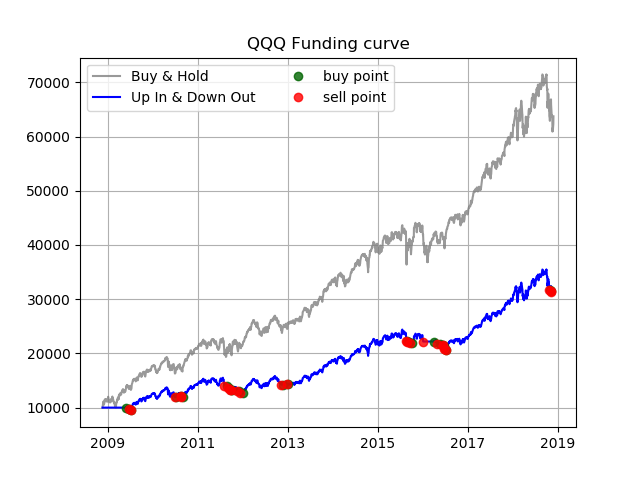 QQQ Funding curve
Buy & Hold
Up In & Down Out
buy point
sell point
70000
60000
50000
40000
30000
20000
10000
2009 2011 2013 2015 2017 2019